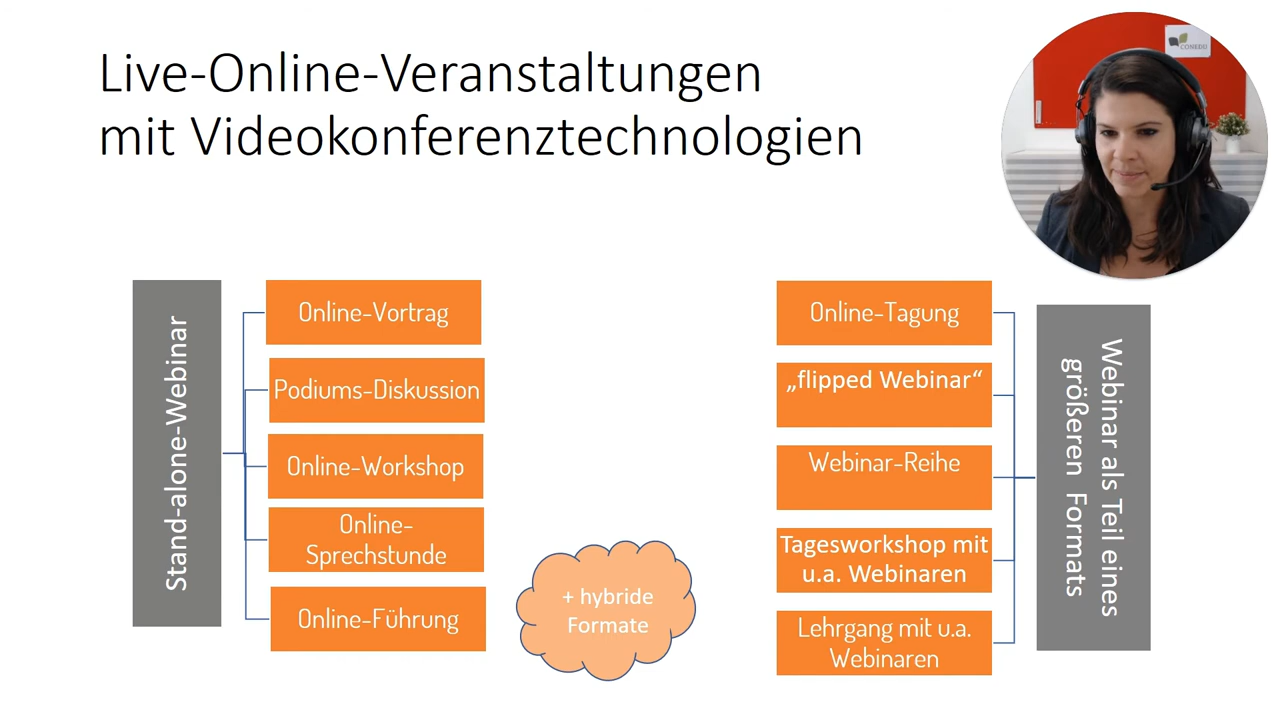 Live-Online-Veranstaltungen
mit Videokonferenztechnologien
CONEDU
Stand-alone-Webinar
Online-Vortrag
Podiums-Diskussion
Online-Workshop
Online-
Sprechstunde
Online-Führung
+ hybride
Formate
Online-Tagung
„flipped Webinar“
Webinar-Reihe
Tagesworkshop mit
u.a. Webinaren
Lehrgang mit u.a.
Webinaren
Webinar als Teil eines
größeren Formats